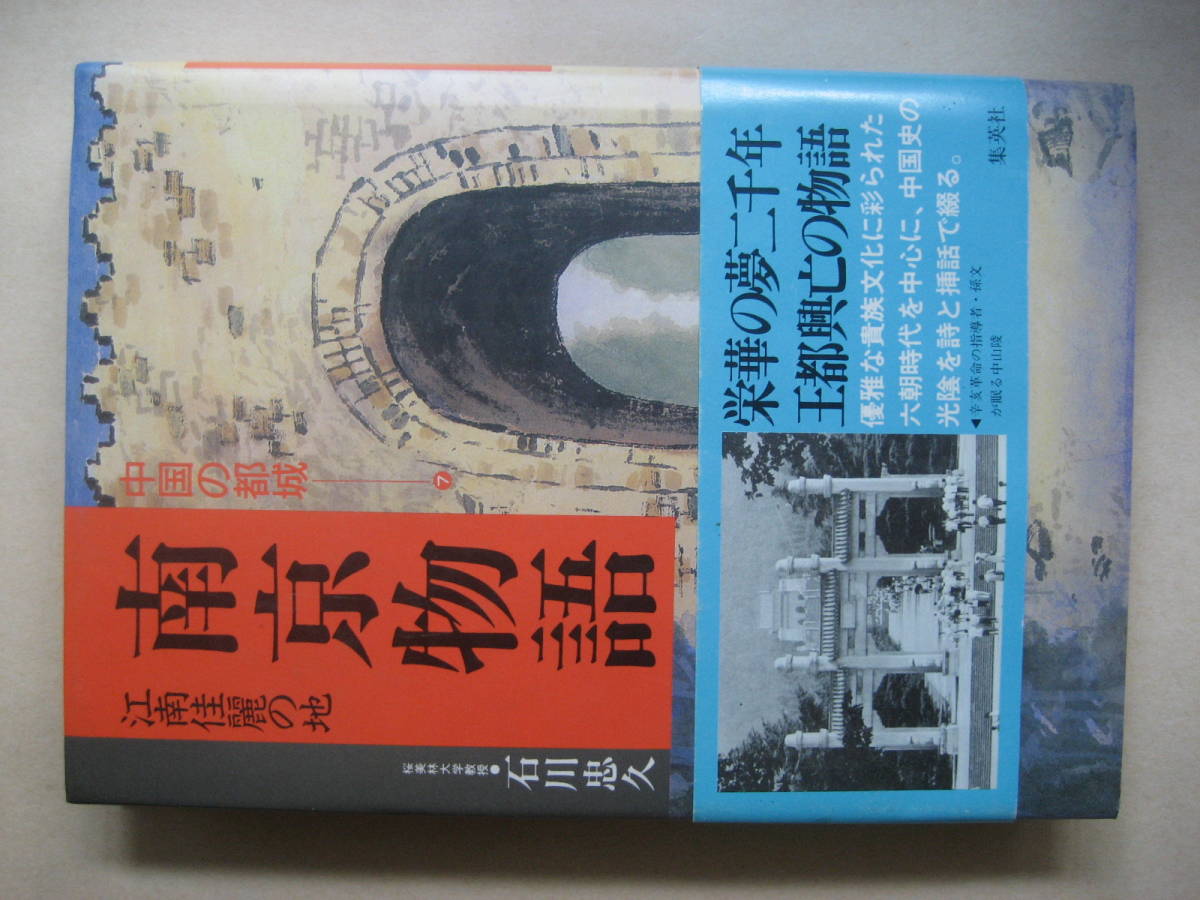 中国の都城
7
南京物語
江南佳麗の地
桜美林大学教授●
石川忠久
栄華の夢二千年
王都興亡の物語
優雅な貴族文化に彩られた
六朝時代を中心に、中国史の
光陰を詩と挿話で綴る。
◀辛亥革命の指導者・孫文
が眠る中山陵
集英社